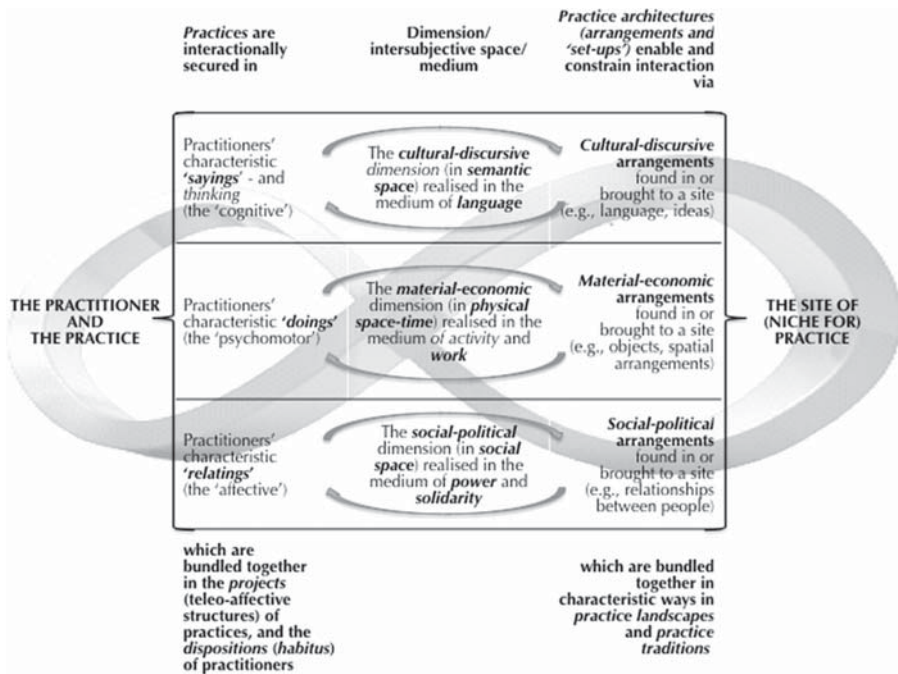 Practices are
interactionally
secured in
Dimension/
intersubjective space/
medium
Practice architectures
(arrangements and
‘set-ups’) enable and
constrain interaction
via
THE PRACTITIONER
AND
THE PRACTICE
Practitioners’
characteristic
‘sayings’ - and
thinking
(the ‘cognitive’)
The cultural-discursive
dimension (in semantic
space) realised in the
medium of language
Cultural-discursive
arrangements
found in or
brought to a site
(e.g., language, ideas)
Practitioners’
characteristic ‘doings’
(the ‘psychomotor’)
The material-economic
dimension (in physical
space-time) realised in the
medium of activity and
work
Material-economic
arrangements
found in or
brought to a site
(e.g., objects, spatial
arrangements)
Practitioners’
characteristic
‘relatings’
(the ‘affective’)
The social-political
dimension (in social
space) realised in the
medium of power and
solidarity
Social-political
arrangements
found in or
brought to a site
(e.g., relationships
between people)
THE SITE OF
(NICHE FOR)
PRACTICE
which are
bundled together
in the projects
(teleo-affective
structures) of
practices, and the
dispositions (habitus)
of practitioners
which are bundled
together in
characteristic ways in
practice landscapes
and practice
traditions